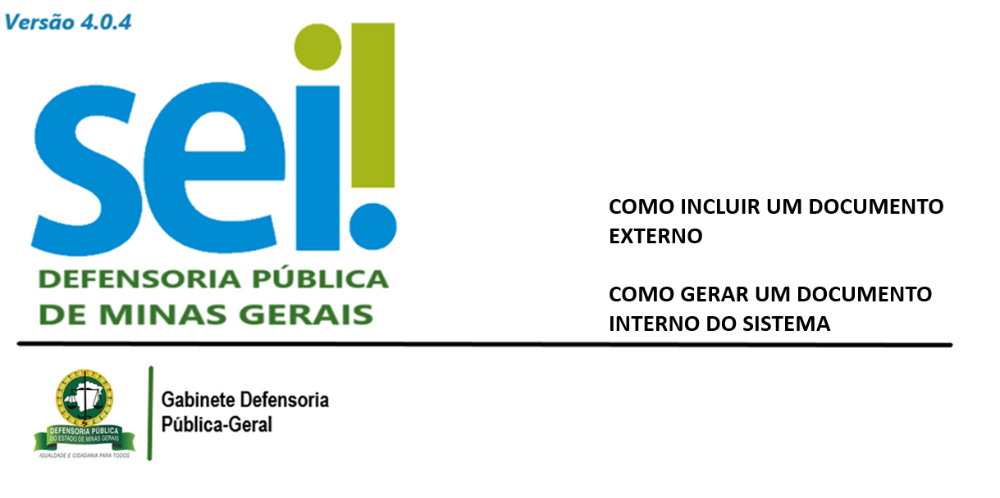 Versão 4.0.4
sei!
DEFENSORIA PÚBLICA
DE MINAS GERAIS
COMO INCLUIR UM DOCUMENTO
EXTERNO
COMO GERAR UM DOCUMENTO
INTERNO DO SISTEMA
DEFENSORIA PÚBLICA
DO ESTADO DE MINAS GERAIS
IGUALDADE E CIDADANIA PARA TODOS
Gabinete Defensoria
Pública-Geral